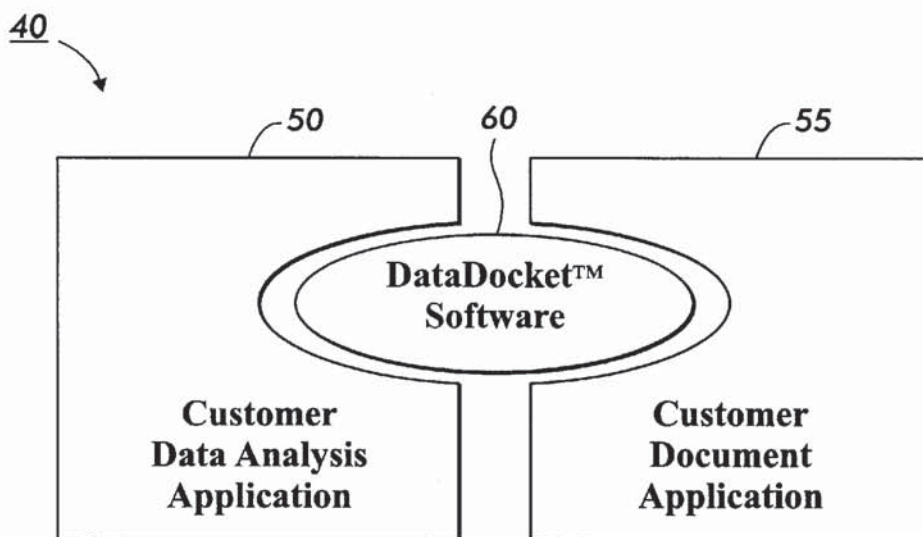 40
50
60
55
DataDocket™
Software
Customer
Data Analysis
Application
Customer
Document
Application